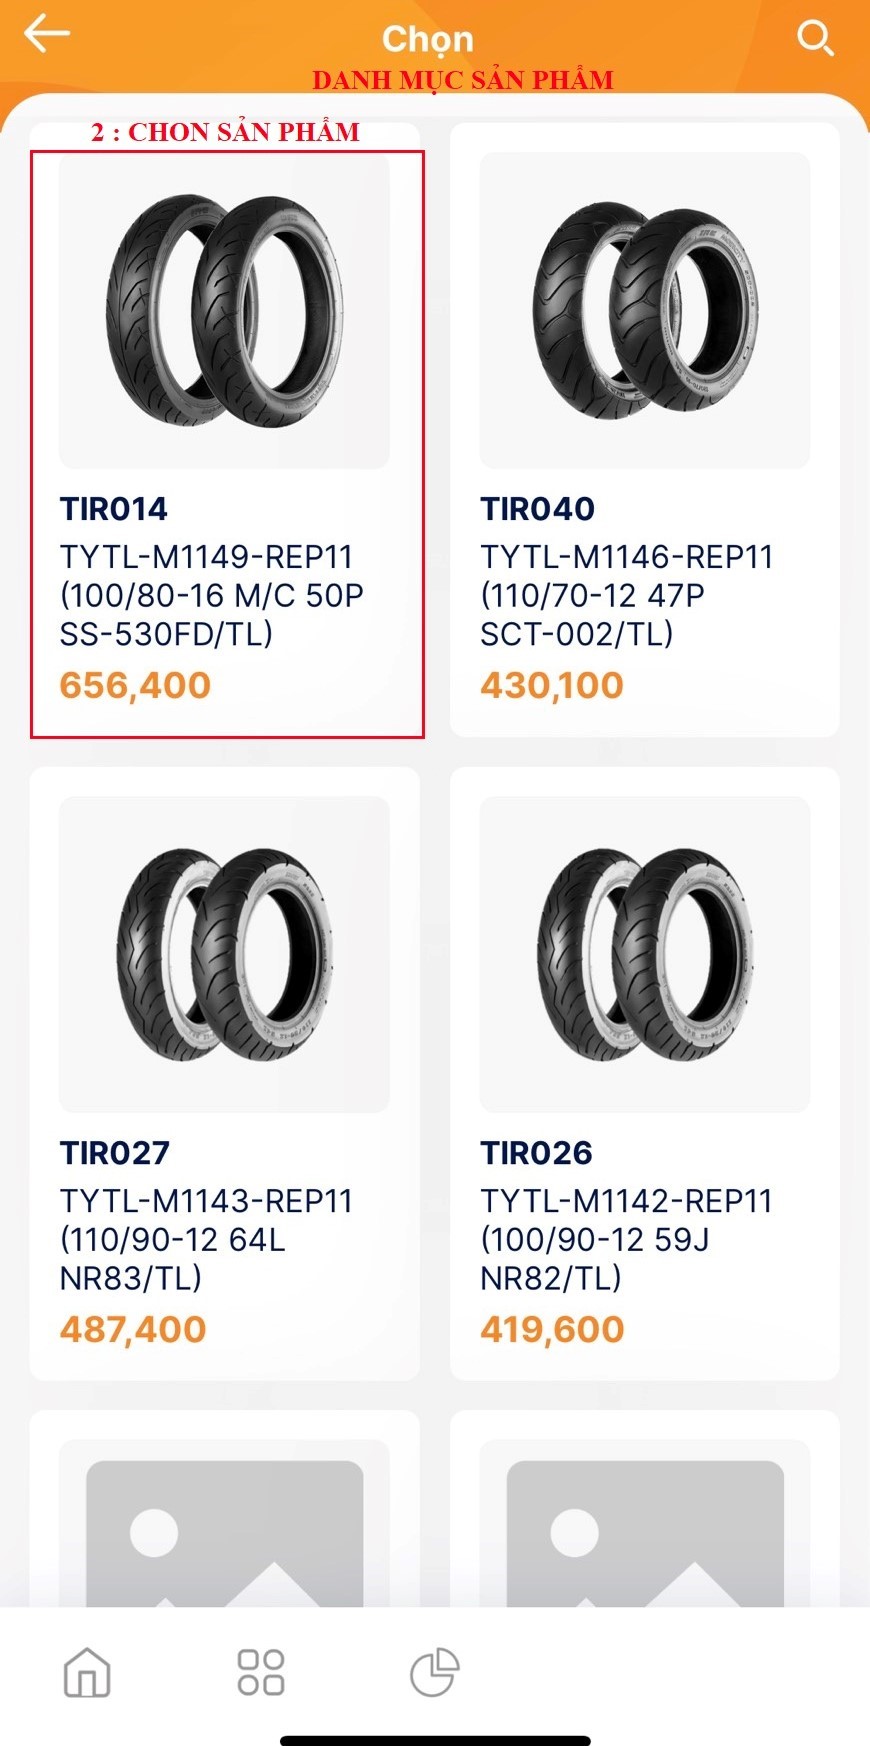 Chọn
DANH MỤC SẢN PHẨM
2 : CHON SẢN PHẨM
TIR014
TYTL-M1149-REP11
(100/80-16 M/C 50P
SS-530FD/TL)
656,400
TIR040
TYTL-M1146-REP11
(110/70-12 47P
SCT-002/TL)
430,100
TIR027
TYTL-M1143-REP11
(110/90-12 64L
NR83/TL)
487,400
TIR026
TYTL-M1142-REP11
(100/90-12 59J
NR82/TL)
419,600